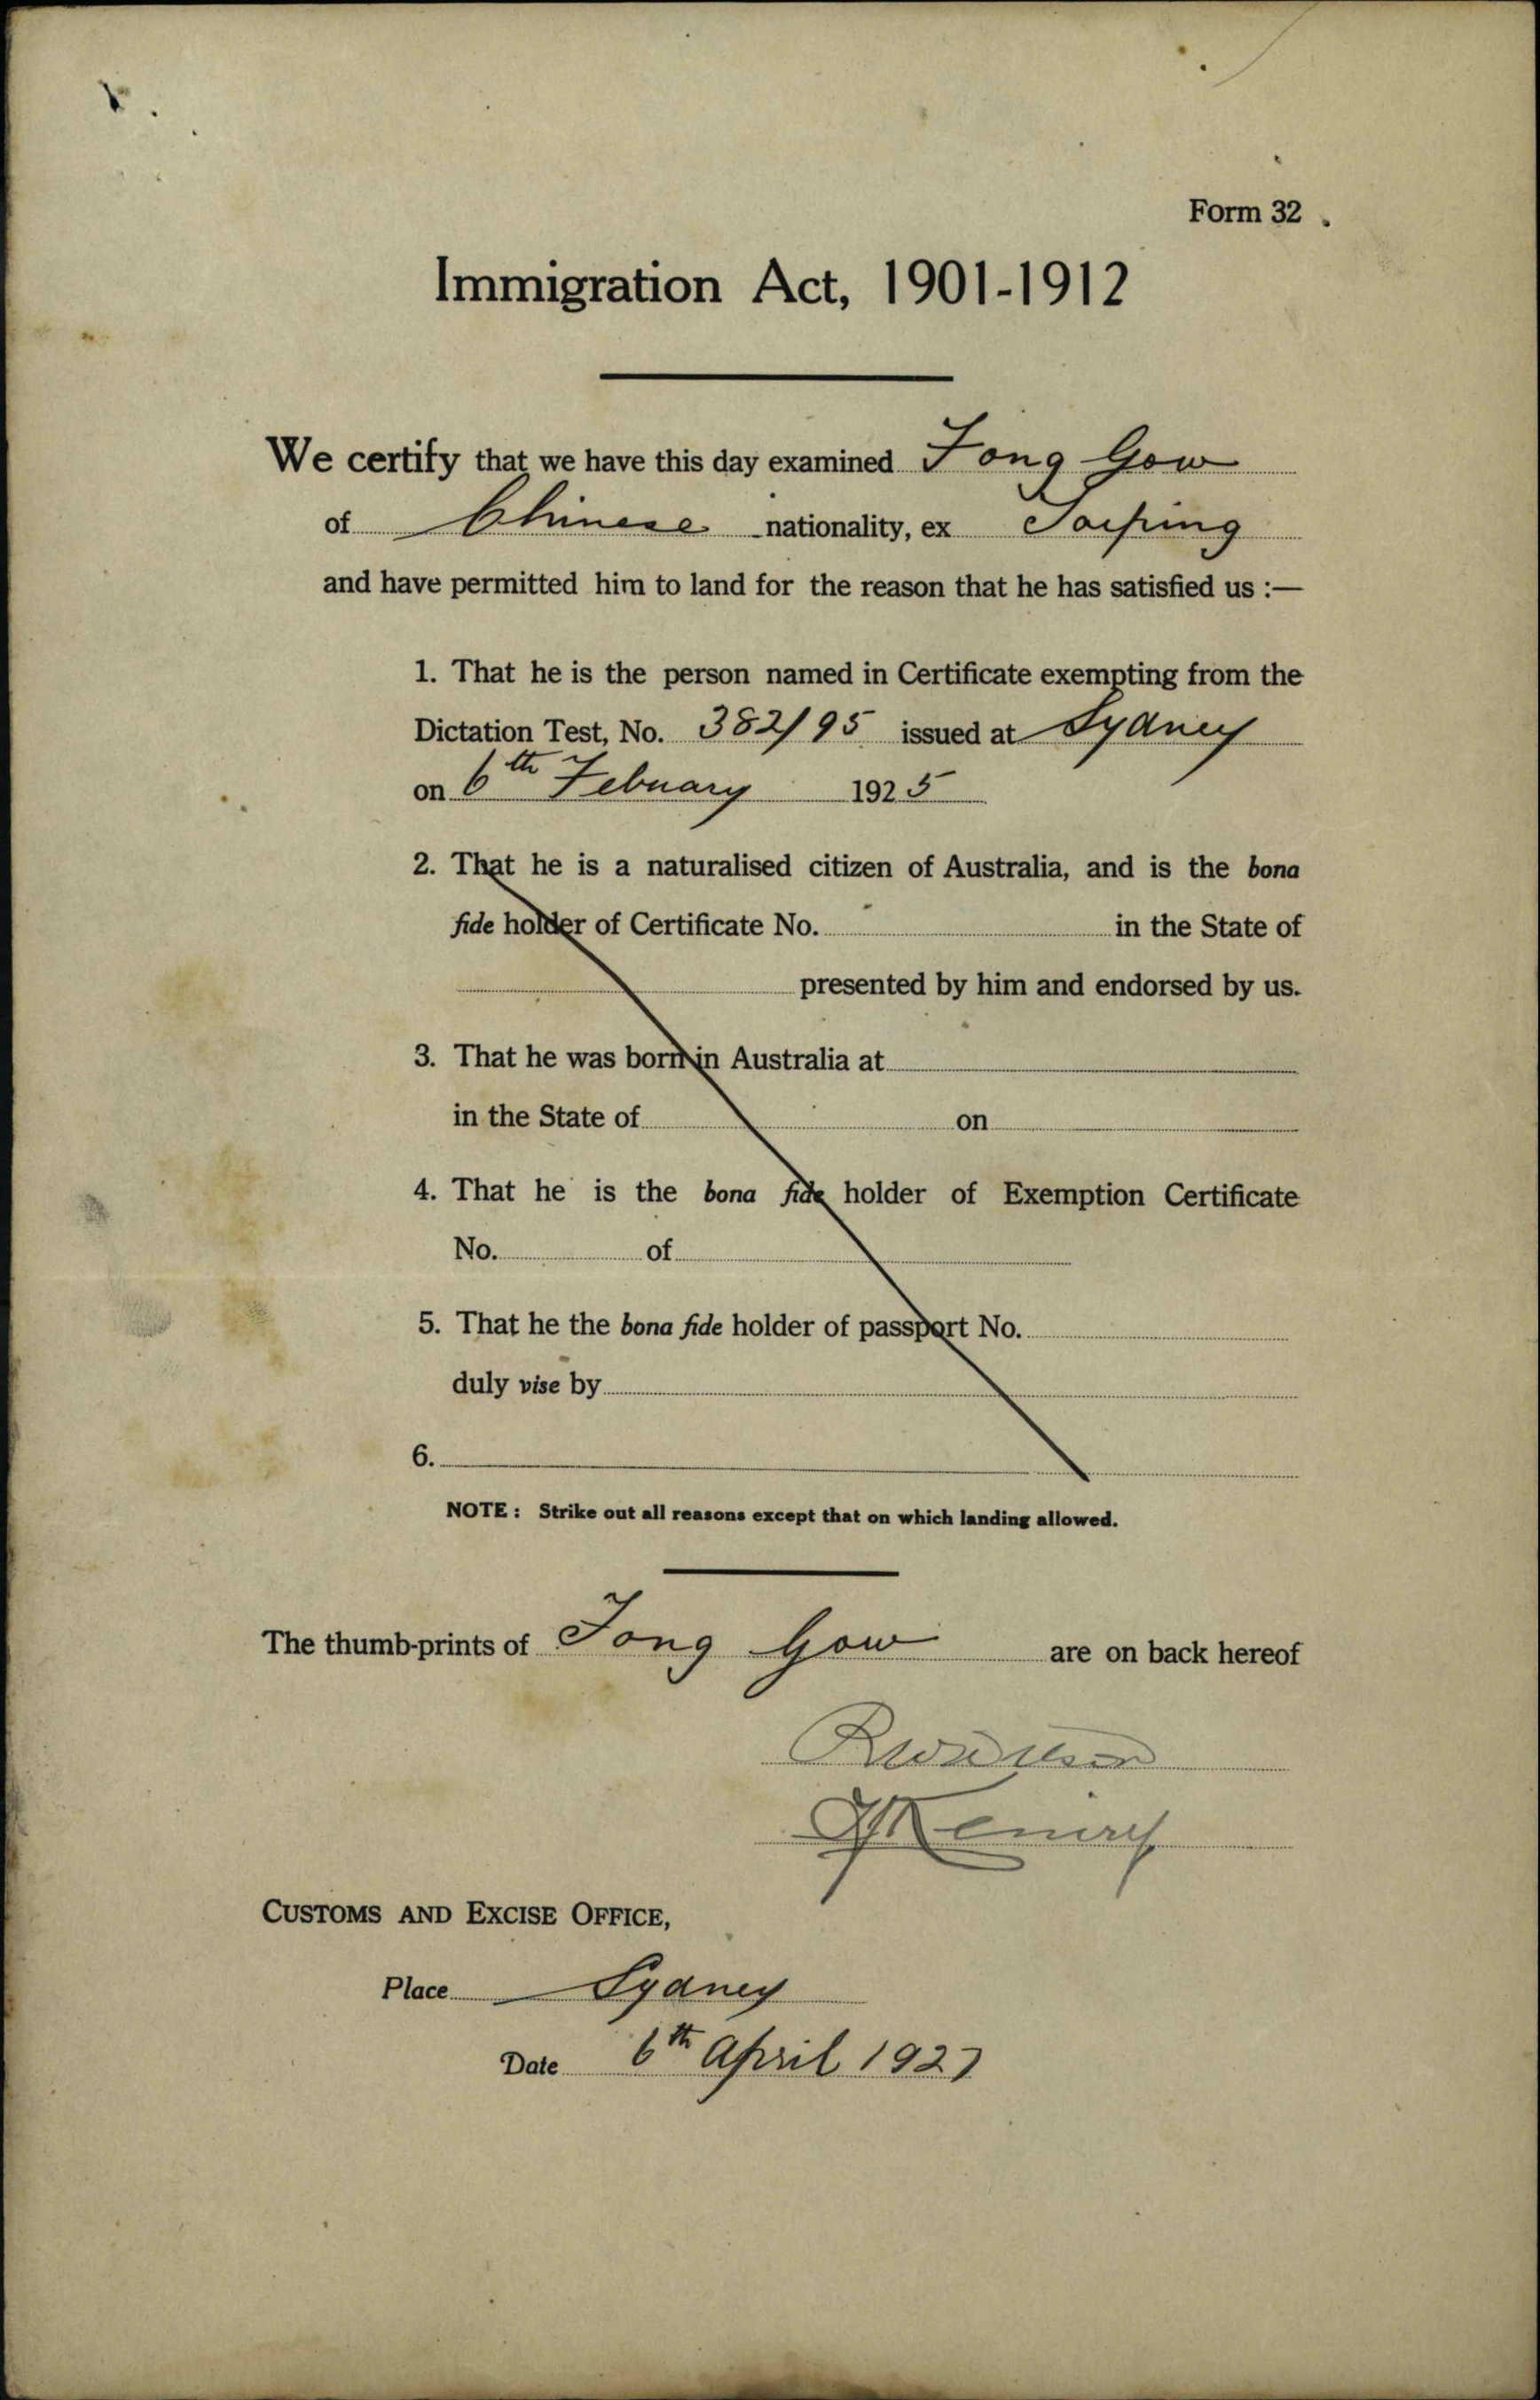 Form 32
Immigration Act, 1901-1912
We certify that we have this day examined Fong Gow
of Chinese nationality, ex Taiping
and have permitted him to land for the reason that he has satisfied us :—
1. That he is the person named in Certificate exempting from the
Dictation Test, No. 382/95 issued at Sydney
on 6th Febuary 1925
2. That he is a naturalised citizen of Australia, and is the bona
fide holder of Certificate No. in the State of
presented by him and endorsed by us.
3. That he was born in Australia at
in the State of on
4. That he is the bona fide holder of Exemption Certificate
No. of
5. That he the bona fide holder of passport No.
duly vise by
6.
NOTE : Strike out all reasons except that on which landing allowed.
The thumb-prints of Fong Gow are on back hereof
CUSTOMS AND EXCISE OFFICE,
Place Sydney
Date 6th April 1927